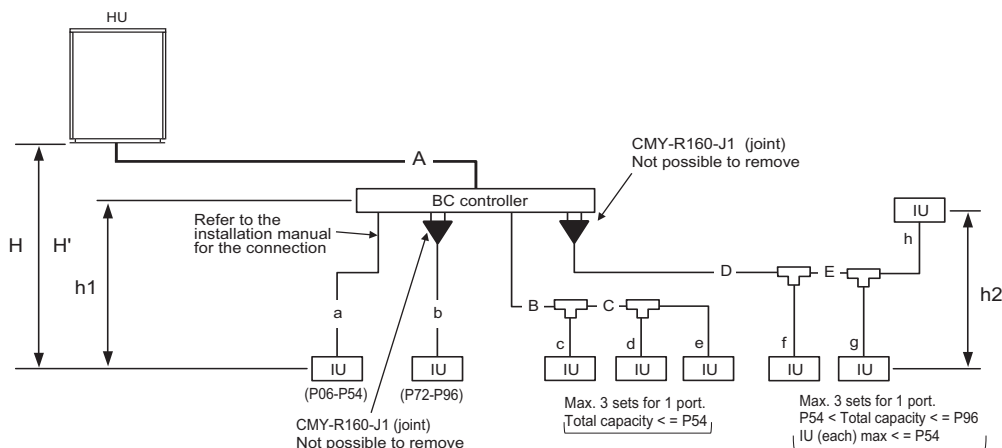 HU
CMY-R160-J1 (joint)
Not possible to remove
A
BC controller
Refer to the
installation manual
for the connection
IU
h
H
H'
h1
D
E
h2
B
C
a
b
c
d
e
f
g
IU
IU
IU
IU
IU
IU
IU
(P06-P54)
(P72-P96)
CMY-R160-J1 (joint)
Not possible to remove
Max. 3 sets for 1 port.
Total capacity < = P54
Max. 3 sets for 1 port.
P54 < Total capacity < = P96
IU (each) max < = P54